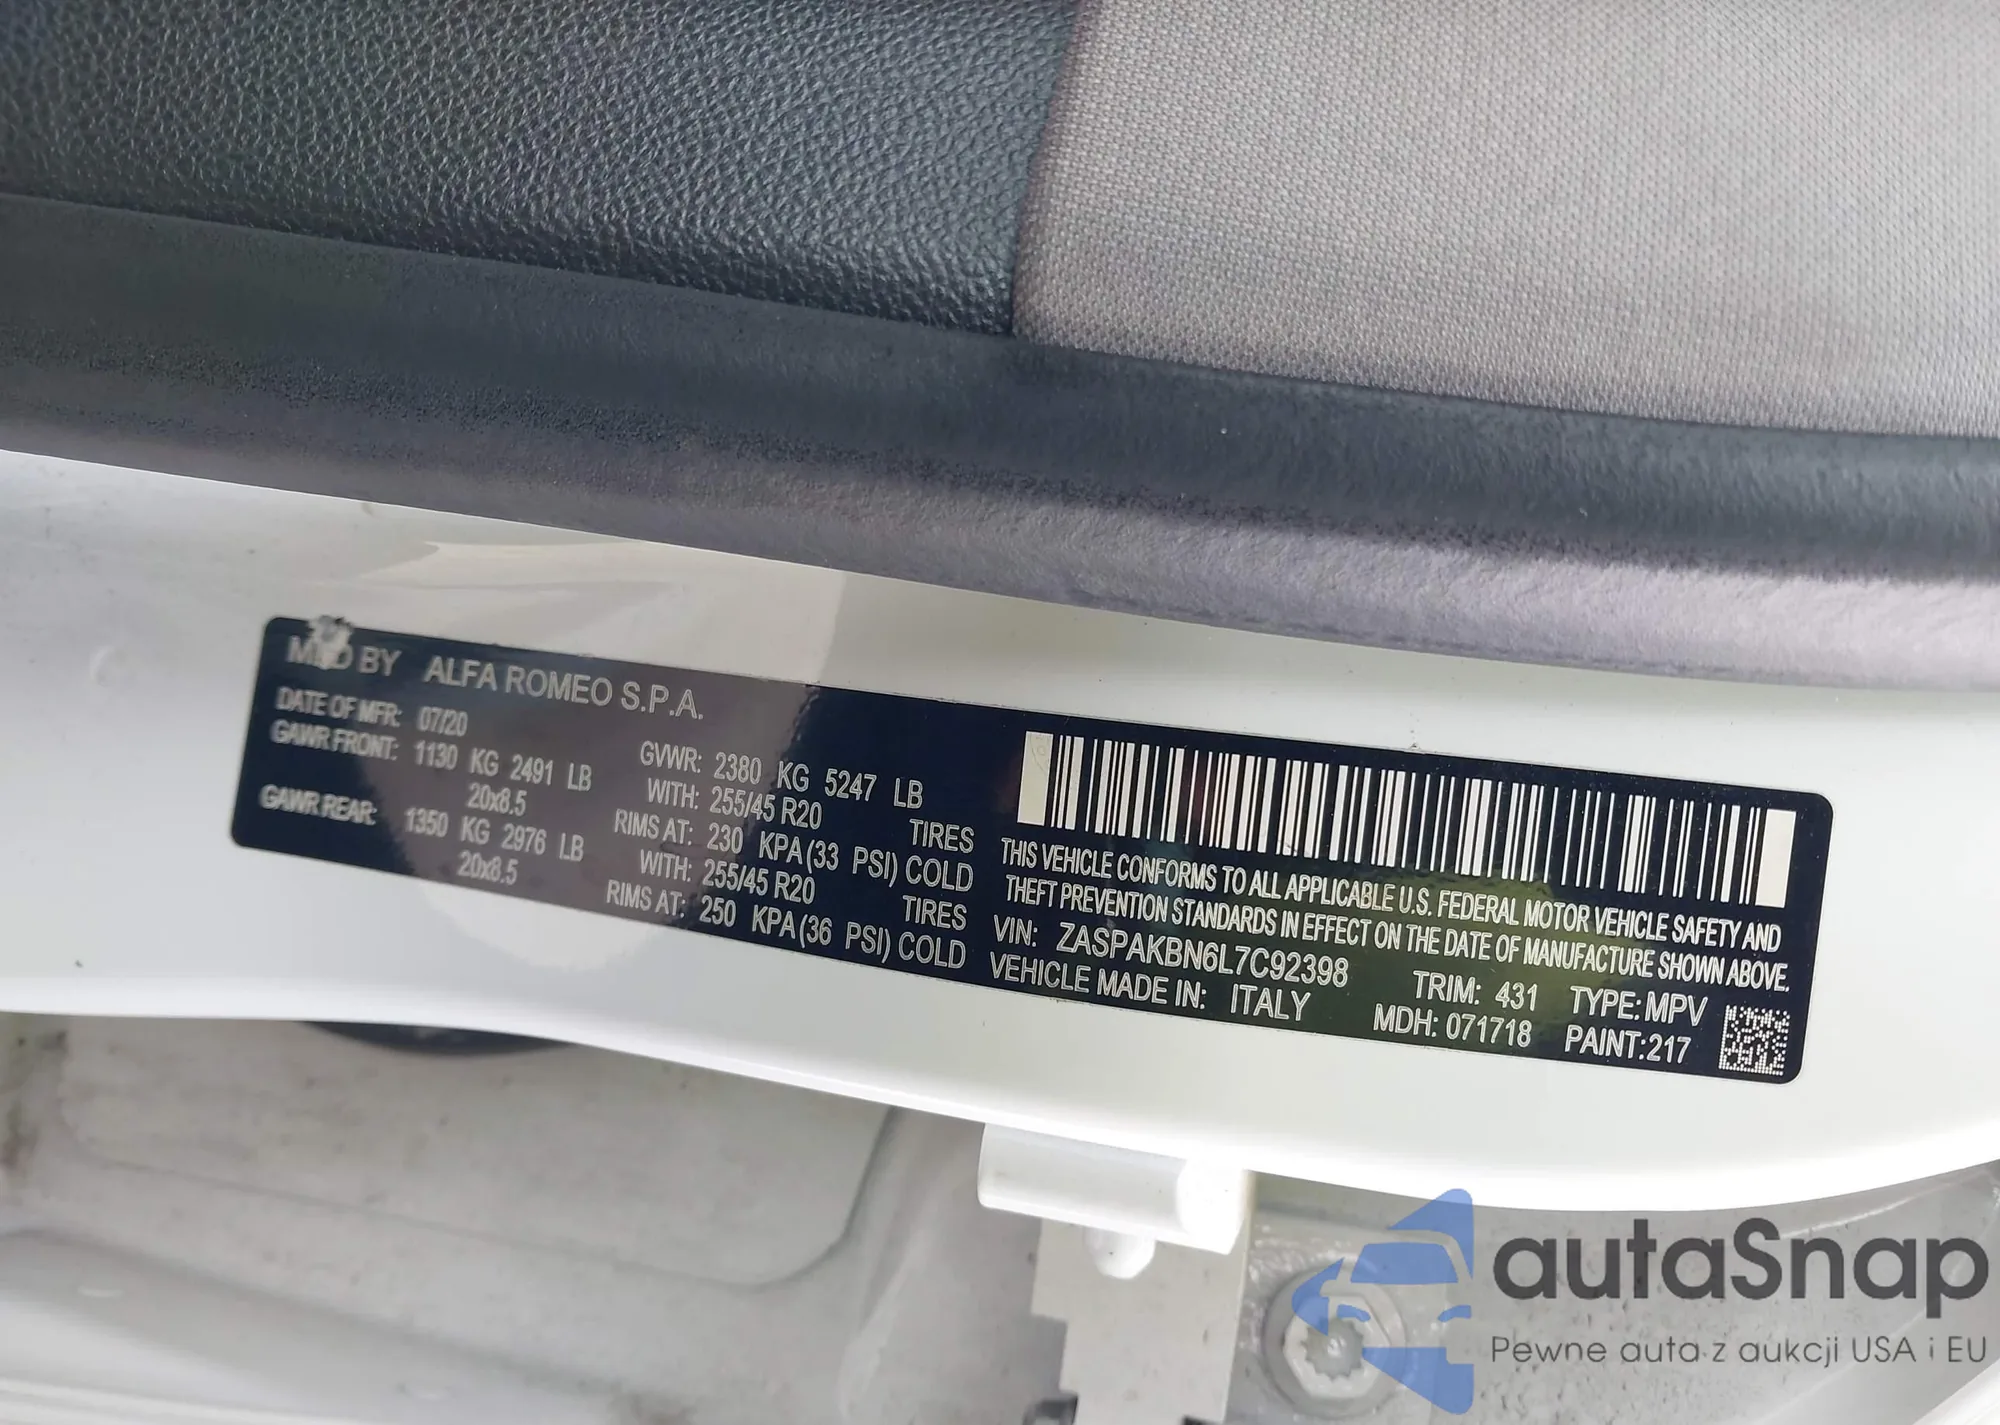 MFD BY ALFA ROMEO S.P.A.
DATE OF MFR: 07/20 GVWR: 2380 KG 5247 LB
GAWR FRONT: 1130 KG 2491 LB WITH: 255/45 R20 TIRES
20x8.5 RIMS AT: 230 KPA (33 PSI) COLD
GAWR REAR: 1350 KG 2976 LB WITH: 255/45 R20 TIRES
20x8.5 RIMS AT: 250 KPA (36 PSI) COLD
THIS VEHICLE CONFORMS TO ALL APPLICABLE U.S. FEDERAL MOTOR VEHICLE SAFETY AND
THEFT PREVENTION STANDARDS IN EFFECT ON THE DATE OF MANUFACTURE SHOWN ABOVE.
VIN: ZASPAKBN6L7C92398 TRIM: 431 TYPE: MPV
VEHICLE MADE IN: ITALY MDH: 071718 PAINT: 217
autaSnap
Pewne auta z aukcji USA i EU